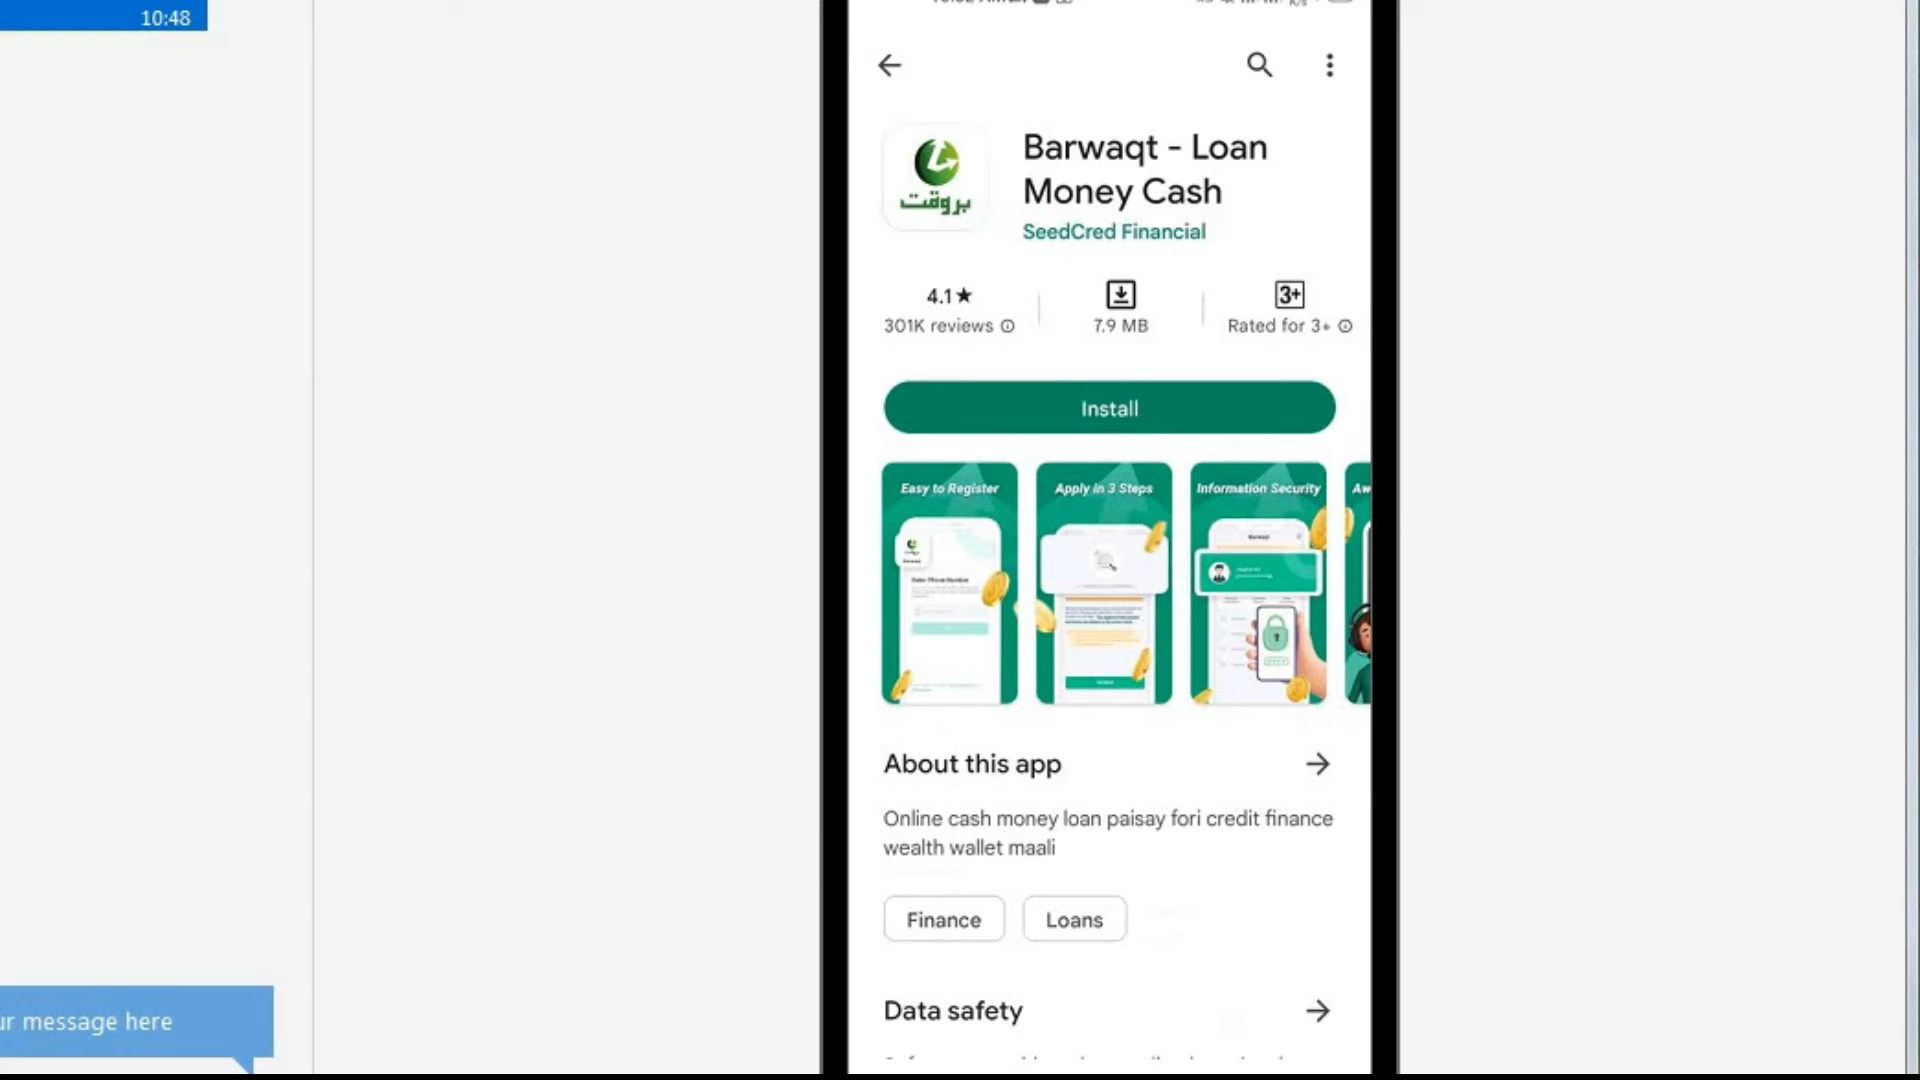 10:48
Barwaqt - Loan
Money Cash
بروقت
SeedCred Financial
4.1★
301K reviews
7.9 MB
3+
Rated for 3+
Install
Easy to Register
Apply in 3 Steps
Information Security
Aw
About this app
Online cash money loan paisay fori credit finance
wealth wallet maali
Finance
Loans
Data safety
ur message here